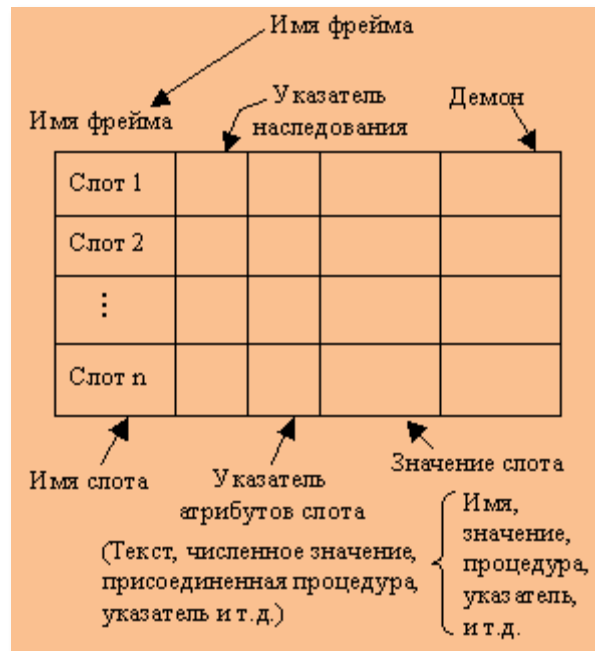 Имя фрейма
Имя фрейма
Указатель
наследования
Демон
Слот 1
Слот 2
⋮
Слот n
Имя слота
Указатель
атрибутов слота
(Текст, численное значение,
присоединенная процедура,
указатель и т.д.)
Значение слота
Имя,
значение,
процедура,
указатель,
и т.д.